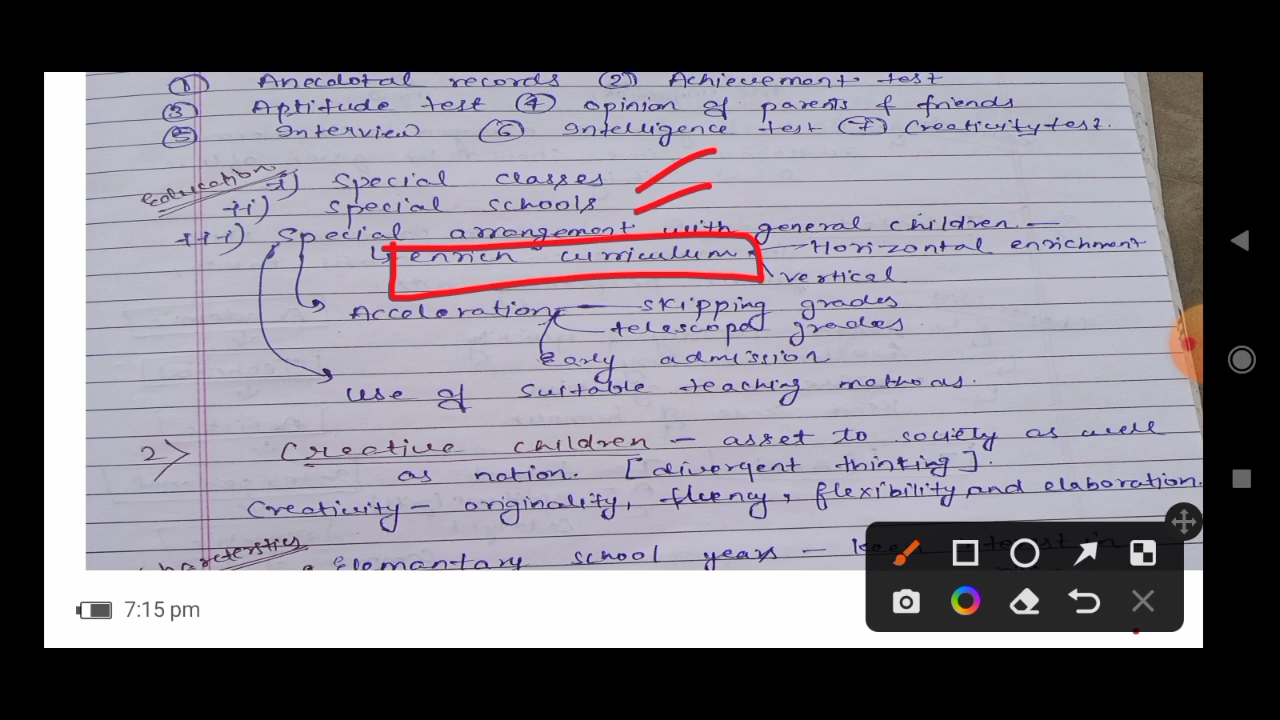 ① Anecdotal records ② Achievement test
③ Aptitude test ④ opinion of parents & friends
⑤ Interview ⑥ Intelligence test ⑦ Creativity test.
Education
i) special classes
ii) special schools
iii) special arrangement with general children —
↳ enrich curriculum — Horizontal enrichment
vertical
Acceleration — skipping grades
telescopd grades
Early admission
use of suitable teaching methods.
2> Creative children — asset to society as well
as nation. [divergent thinking].
Creativity — originality, fluency, flexibility and elaboration.
Elemantary school years —
7:15 pm